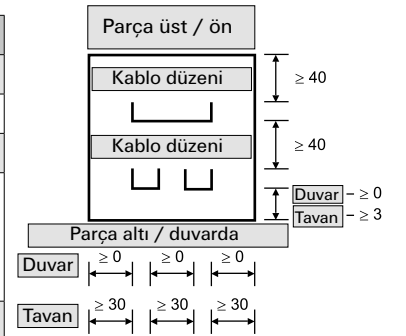 Parça üst / ön
Kablo düzeni
≥ 40
Kablo düzeni
≥ 40
Duvar – ≥ 0
Tavan – ≥ 3
Parça altı / duvarda
Duvar ≥ 0 ≥ 0 ≥ 0
Tavan ≥ 30 ≥ 30 ≥ 30